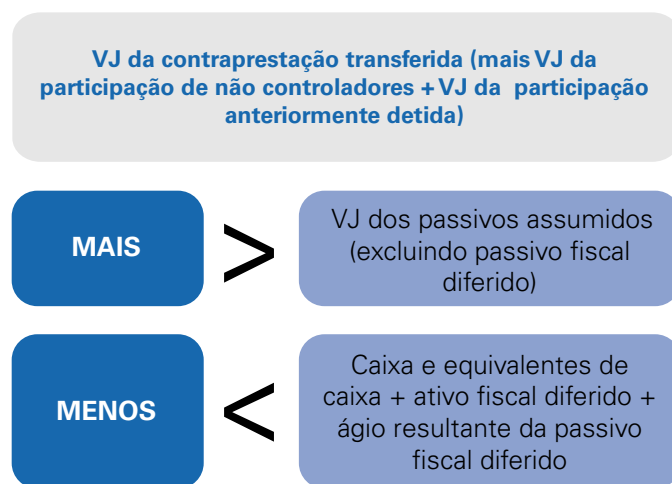 VJ da contraprestação transferida (mais VJ da
participação de não controladores + VJ da participação
anteriormente detida)
MAIS
>
VJ dos passivos assumidos
(excluindo passivo fiscal
diferido)
MENOS
<
Caixa e equivalentes de
caixa + ativo fiscal diferido +
ágio resultante da passivo
fiscal diferido